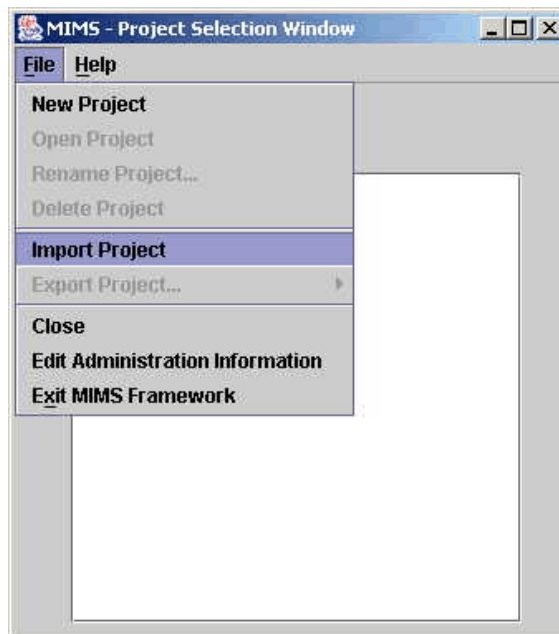 MIMS - Project Selection Window
File Help
New Project
Open Project
Rename Project...
Delete Project
Import Project
Export Project...
Close
Edit Administration Information
Exit MIMS Framework